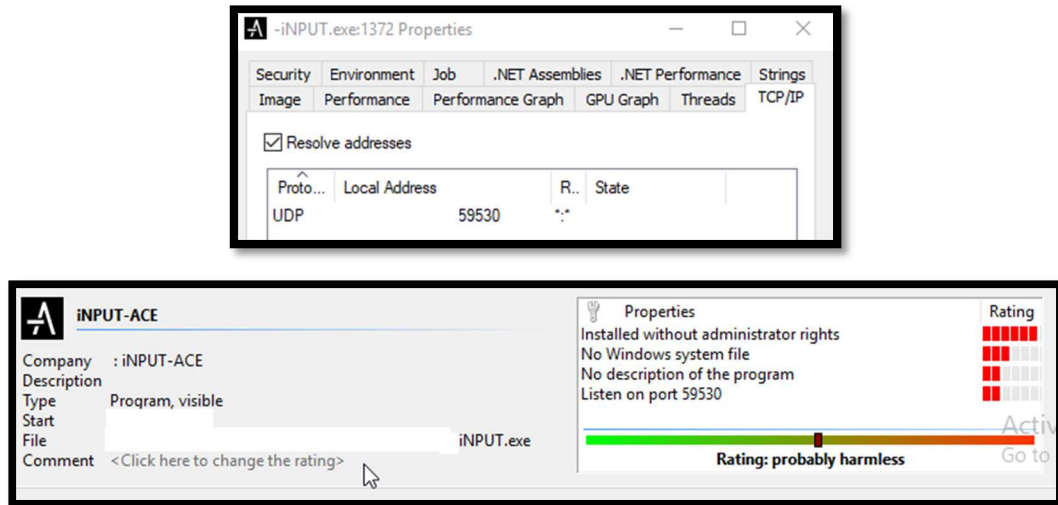 -iNPUT.exe:1372 Properties
Security Environment Job .NET Assemblies .NET Performance Strings
Image Performance Performance Graph GPU Graph Threads TCP/IP
Resolve addresses
Proto... Local Address R.. State
UDP 59530 *:*
iNPUT-ACE
Company : iNPUT-ACE
Description
Type Program, visible
Start
File iNPUT.exe
Comment <Click here to change the rating>
Properties Rating
Installed without administrator rights
No Windows system file
No description of the program
Listen on port 59530
Rating: probably harmless
Activ
Go to